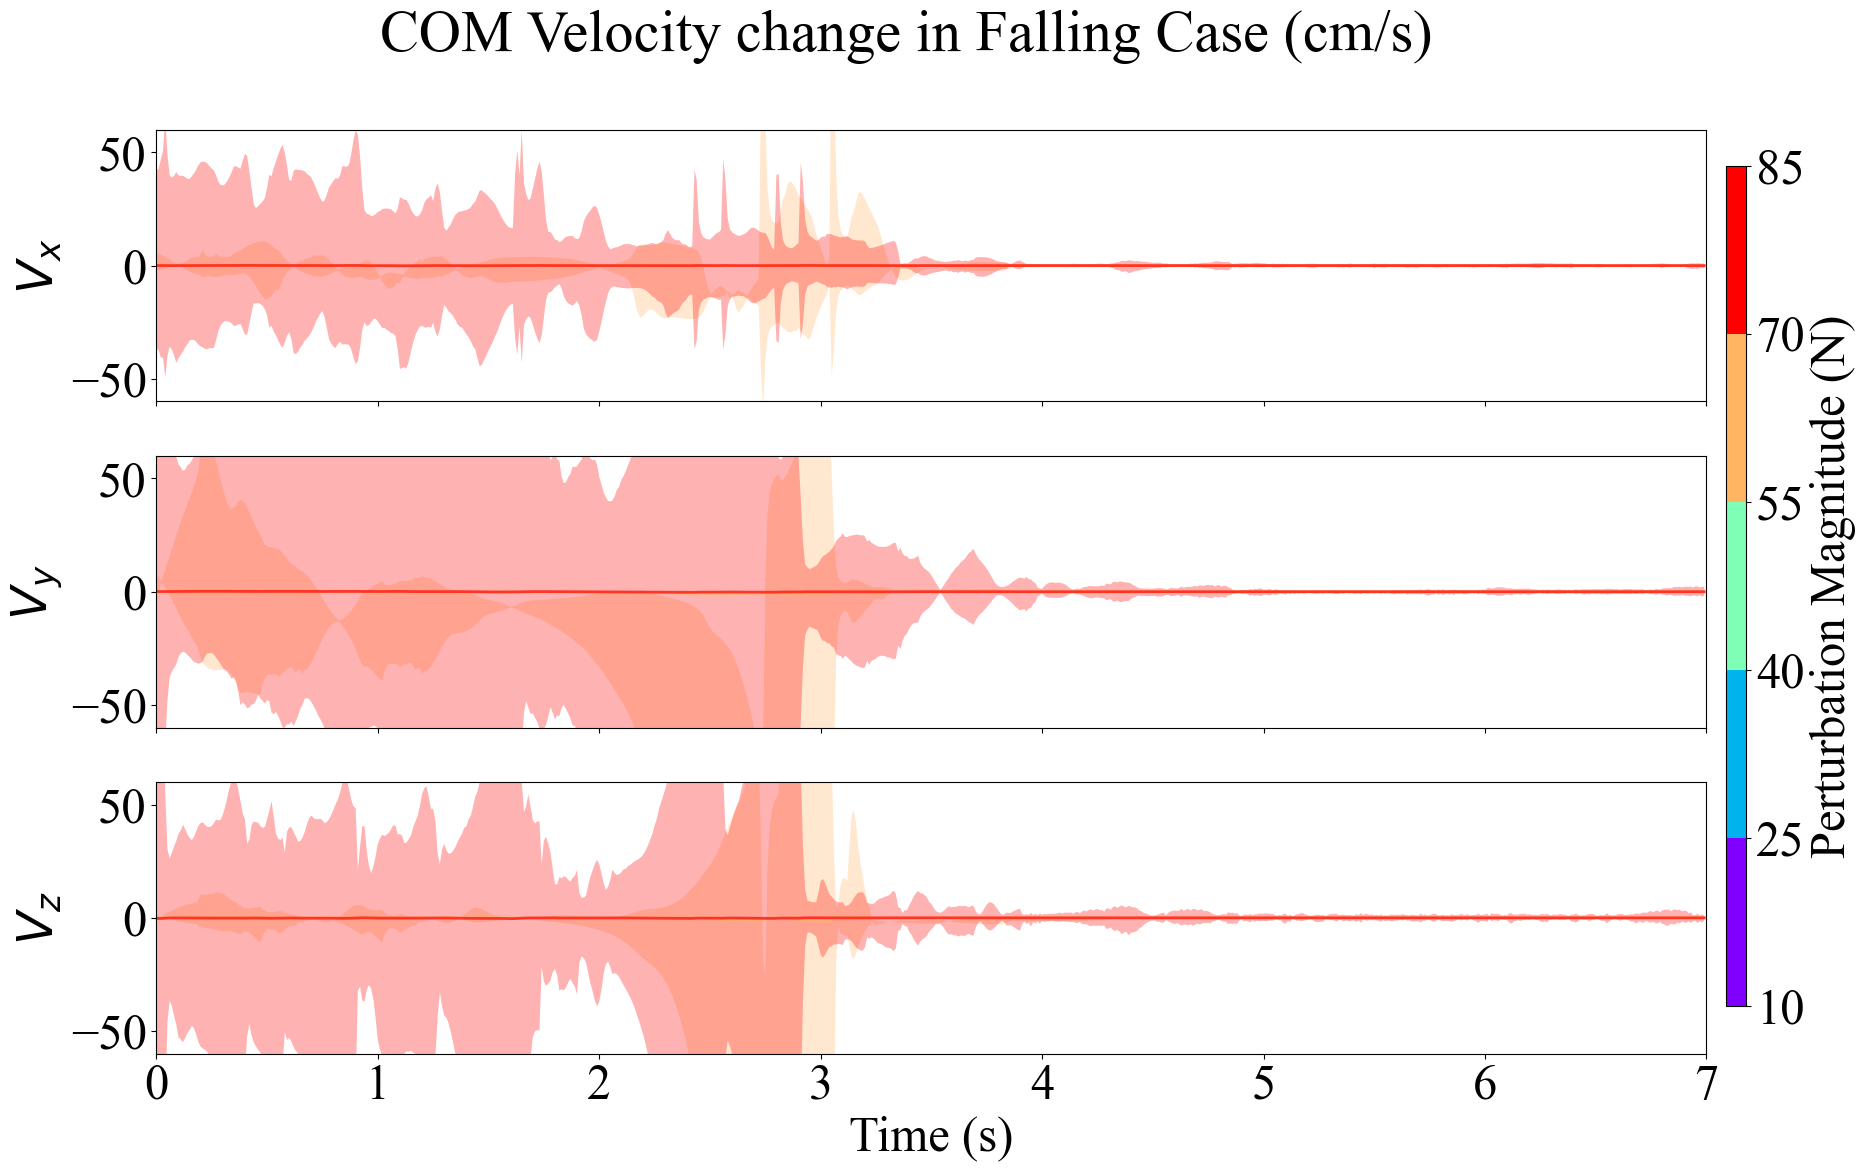 COM Velocity change in Falling Case (cm/s)
50
0
−50
Vx
50
0
−50
Vy
50
0
−50
Vz
0 1 2 3 4 5 6 7
Time (s)
85
70
55
40
25
10
Perturbation Magnitude (N)